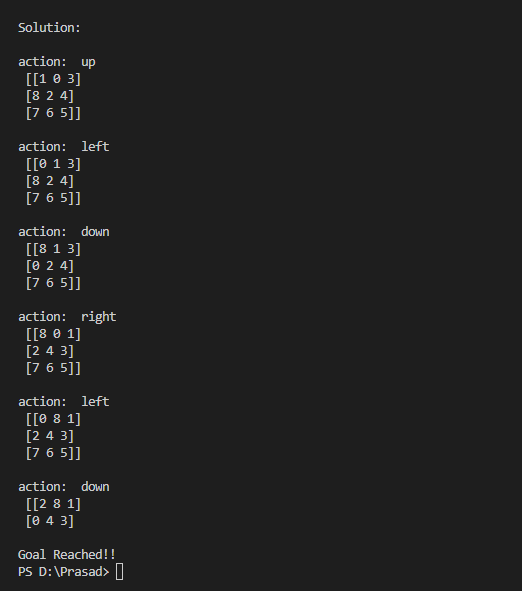 Solution:
action:  up
[[1 0 3]
[8 2 4]
[7 6 5]]
action:  left
[[0 1 3]
[8 2 4]
[7 6 5]]
action:  down
[[8 1 3]
[0 2 4]
[7 6 5]]
action:  right
[[8 0 1]
[2 4 3]
[7 6 5]]
action:  left
[[0 8 1]
[2 4 3]
[7 6 5]]
action:  down
[[2 8 1]
[0 4 3]
Goal Reached!!
PS D:\Prasad>